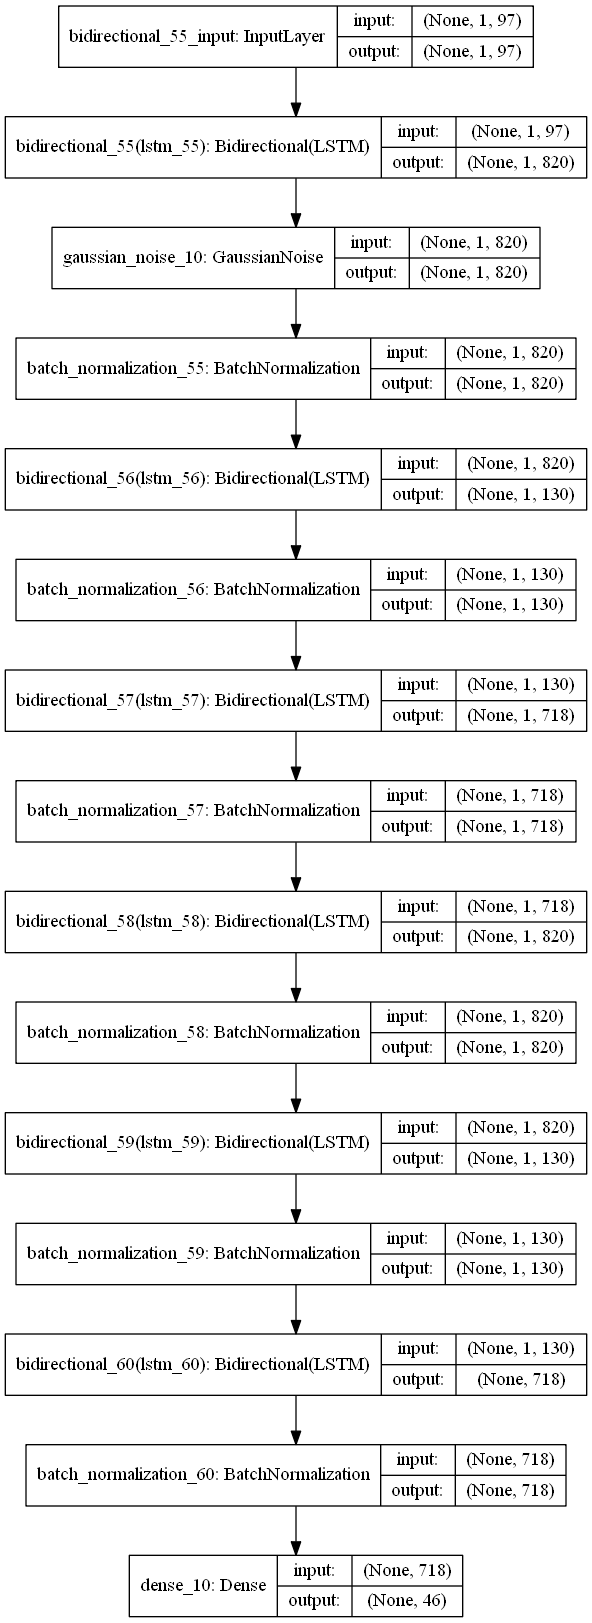 bidirectional_55_input: InputLayer
input: (None, 1, 97)
output: (None, 1, 97)
bidirectional_55(lstm_55): Bidirectional(LSTM)
input: (None, 1, 97)
output: (None, 1, 820)
gaussian_noise_10: GaussianNoise
input: (None, 1, 820)
output: (None, 1, 820)
batch_normalization_55: BatchNormalization
input: (None, 1, 820)
output: (None, 1, 820)
bidirectional_56(lstm_56): Bidirectional(LSTM)
input: (None, 1, 820)
output: (None, 1, 130)
batch_normalization_56: BatchNormalization
input: (None, 1, 130)
output: (None, 1, 130)
bidirectional_57(lstm_57): Bidirectional(LSTM)
input: (None, 1, 130)
output: (None, 1, 718)
batch_normalization_57: BatchNormalization
input: (None, 1, 718)
output: (None, 1, 718)
bidirectional_58(lstm_58): Bidirectional(LSTM)
input: (None, 1, 718)
output: (None, 1, 820)
batch_normalization_58: BatchNormalization
input: (None, 1, 820)
output: (None, 1, 820)
bidirectional_59(lstm_59): Bidirectional(LSTM)
input: (None, 1, 820)
output: (None, 1, 130)
batch_normalization_59: BatchNormalization
input: (None, 1, 130)
output: (None, 1, 130)
bidirectional_60(lstm_60): Bidirectional(LSTM)
input: (None, 1, 130)
output: (None, 718)
batch_normalization_60: BatchNormalization
input: (None, 718)
output: (None, 718)
dense_10: Dense
input: (None, 718)
output: (None, 46)